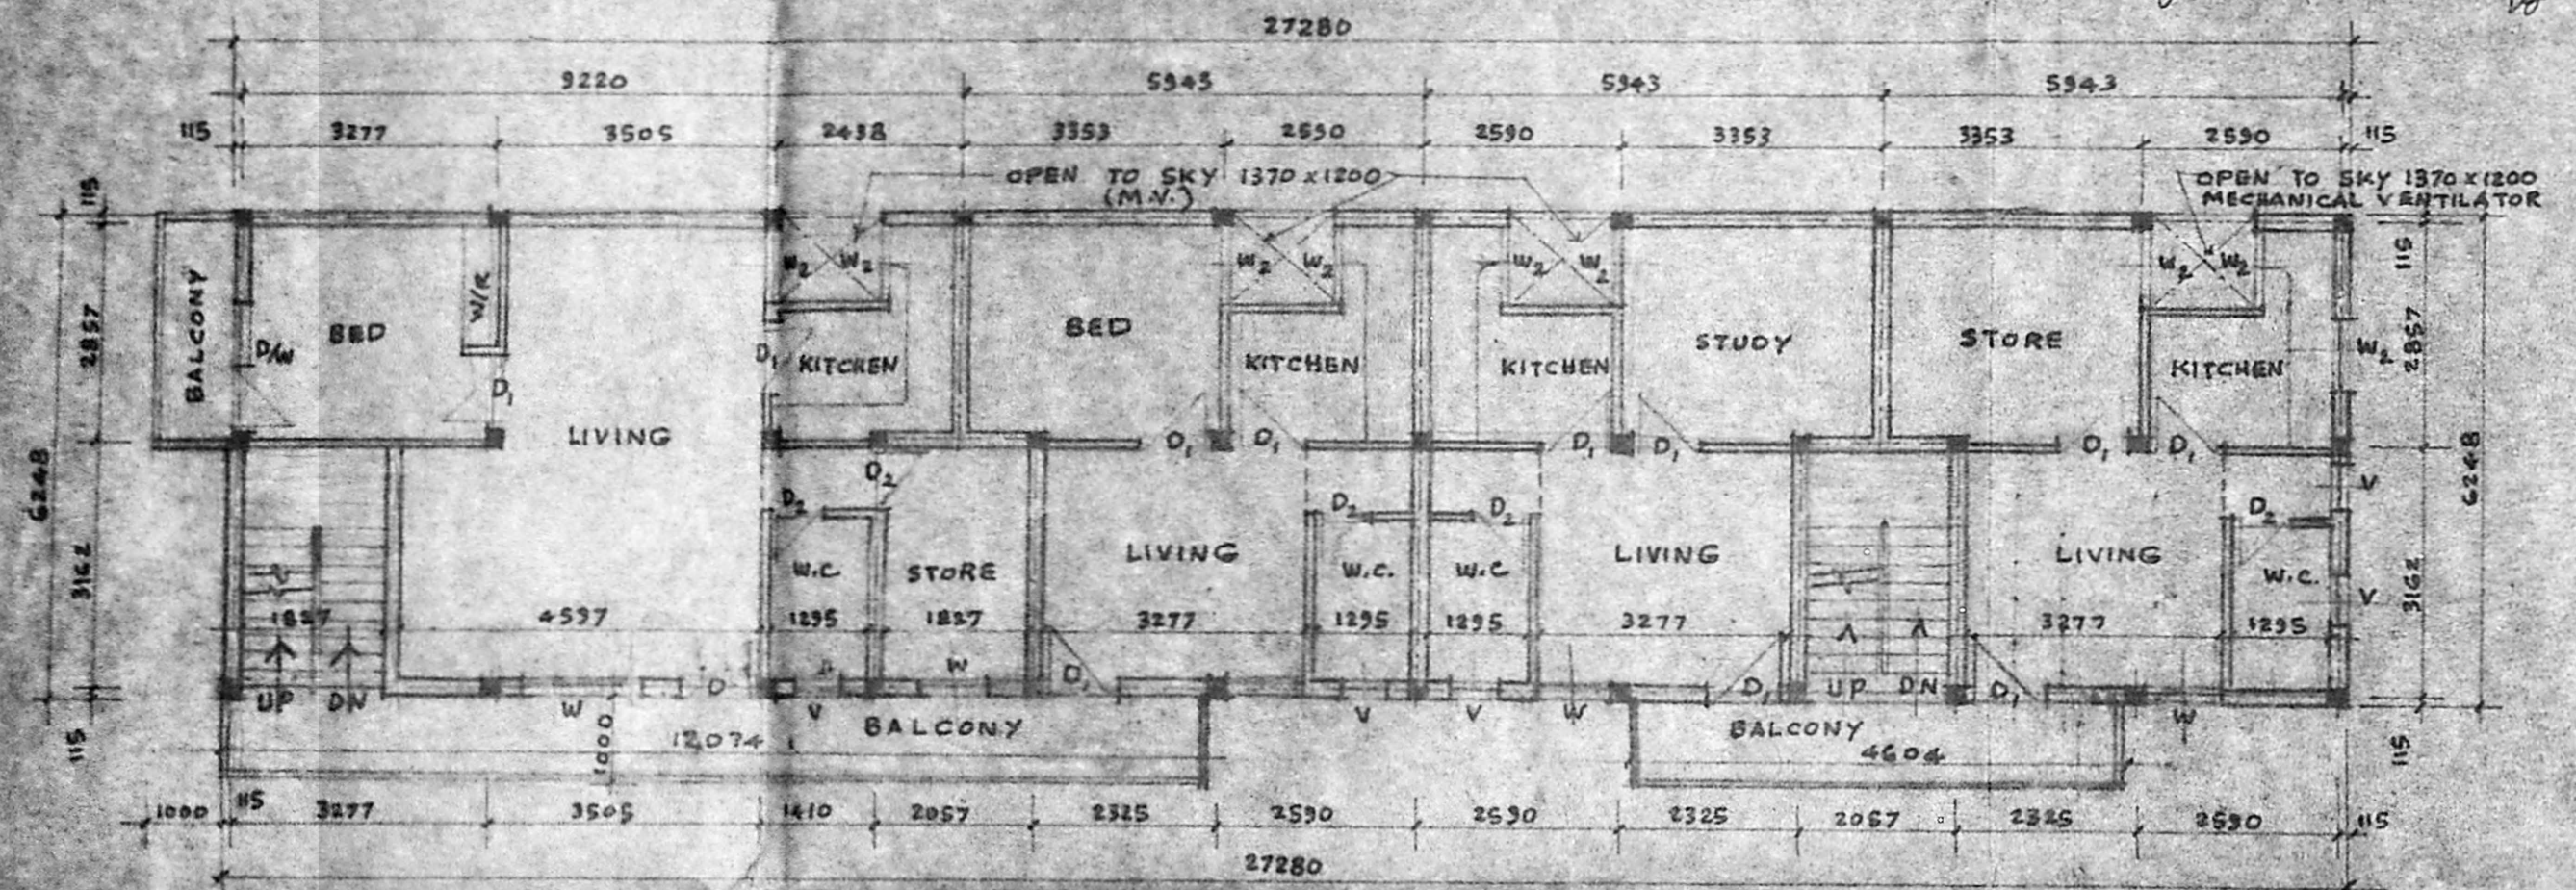 27280
9220 5943 5943 5943
115 3277 3505 2438 3353 2590 2590 3353 3353 2590 115
OPEN TO SKY 1370 x 1200
(M.V.)
OPEN TO SKY 1370 x 1200
MECHANICAL VENTILATOR
115
115
W2 W2 W2 W2 W2 W2 W2 W2
BALCONY
W/R
2857
2857
D/W BED BED STUDY STORE W2
D1 KITCHEN KITCHEN KITCHEN KITCHEN
D1
LIVING
D1 D1 D1 D1 D1 D1
6248
6248
D2 V
D2 D2 D2 D2
LIVING LIVING LIVING
W.C STORE W.C. W.C W.C.
3162
3162
V
1827 4597 1295 1827 3277 1295 1295 3277 3277 1295
W
UP DN D D1 D1 UP DN D1
W V V V W W
BALCONY BALCONY
1000 12074 4604
115
115
1000 115 3277 3505 1410 2057 2325 2590 2590 2325 2057 2325 2590 115
27280